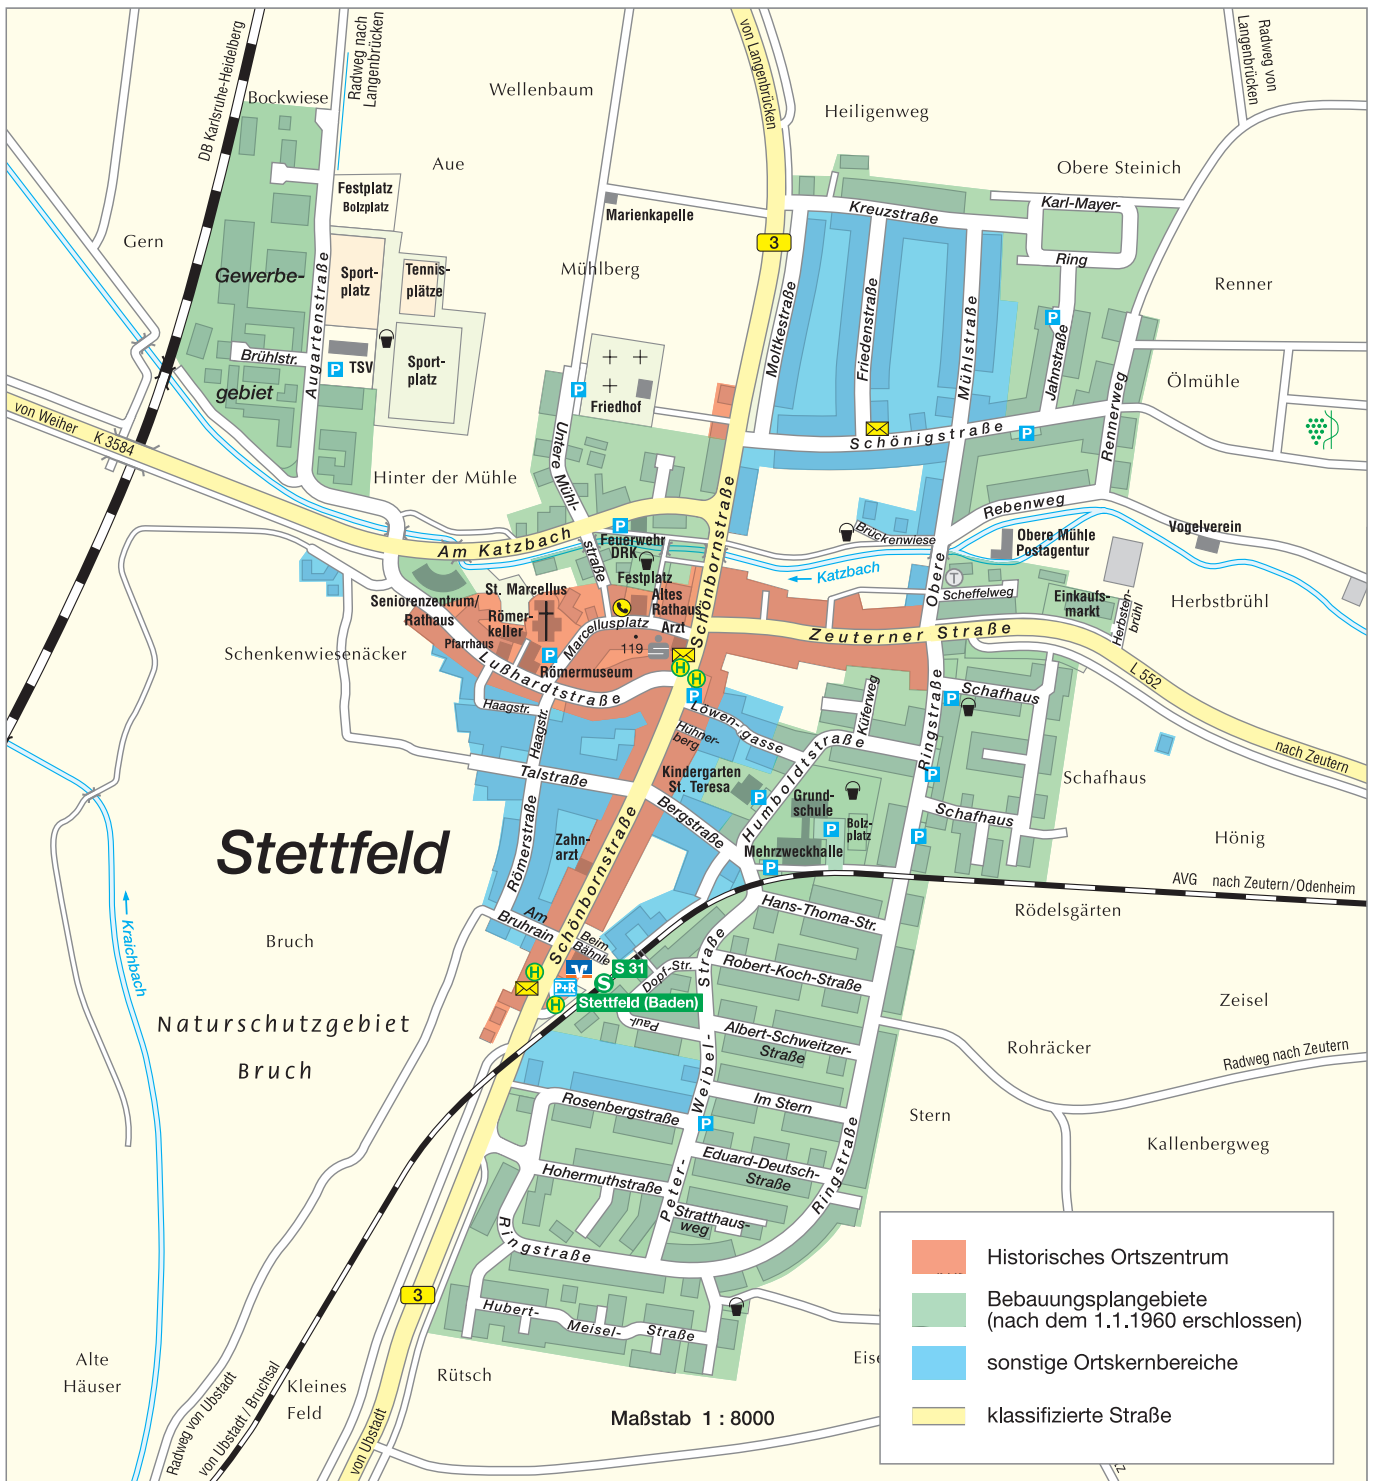 von Langenbrücken
DB Karlsruhe-Heidelberg
Radweg nach
Langenbrücken
Radweg von
Langenbrücken
Bockwiese
Wellenbaum
Heiligenweg
Aue
Obere Steinich
Festplatz
Bolzplatz
Marienkapelle
Kreuzstraße
Karl-Mayer-
Ring
Gern
3
Gewerbe-
gebiet
Sport-
platz
Tennis-
plätze
Mühlberg
Renner
Augartenstraße
Moltkestraße
Friedenstraße
Mühlstraße
Jahnstraße
P
Brühlstr.
P
TSV
Sport-
platz
P
Friedhof
Ölmühle
Rennerweg
von Weiher
K 3584
Untere Mühl-
straße
Schönigstraße
P
Hinter der Mühle
Schönbornstraße
Rebenweg
Am Katzbach
P
Feuerwehr
DRK
Brückenwiese
Obere Mühle
Postagentur
Vogelverein
Katzbach
Festplatz
St. Marcellus
Seniorenzentrum/
Rathaus
Römer-
keller
Pfarrhaus
Altes
Rathaus
Arzt
Marcellusplatz
119
T
Scheffelweg
Obere
Einkaufs-
markt
Herbsten-
brühl
Herbstbrühl
Zeuterner Straße
L 552
nach Zeutern
Schenkenwiesenäcker
P
Römermuseum
Lußhardtstraße
H
H
P
Haagstr.
Haagstr.
Löwen-
gasse
Hühner-
berg
Küferweg
Ringstraße
P
Schafhaus
Talstraße
Kindergarten
St. Teresa
P
Humboldtstraße
Grund-
schule
P
Bolz-
platz
Mehrzweckhalle
P
P
P
Schafhaus
Schafhaus
Hönig
Stettfeld
Römerstraße
Zahn-
arzt
Schönbornstraße
Bergstraße
AVG
nach Zeutern/Odenheim
Rödelsgärten
Am
Bruhrain
Beim
Bähnle
Hans-Thoma-Str.
Kraichbach
Bruch
H
S 31
P+R
S
Stettfeld (Baden)
H
Dopf-Str.
Paul-
Robert-Koch-Straße
Zeisel
Naturschutzgebiet
Bruch
Albert-Schweitzer-
Straße
Rohräcker
Radweg nach Zeutern
Peter-
Weibel-
Straße
Im Stern
Stern
Rosenbergstraße
P
Kallenbergweg
Eduard-Deutsch-
Straße
Hohermuthstraße
Stratthaus-
weg
Ringstraße
Ringstraße
3
Hubert-
Meisel-
Straße
Alte
Häuser
Kleines
Feld
Rütsch
Radweg von Ubstadt
von Ubstadt / Bruchsal
von Ubstadt
Maßstab 1 : 8000
Historisches Ortszentrum
Bebauungsplangebiete
(nach dem 1.1.1960 erschlossen)
sonstige Ortskernbereiche
klassifizierte Straße